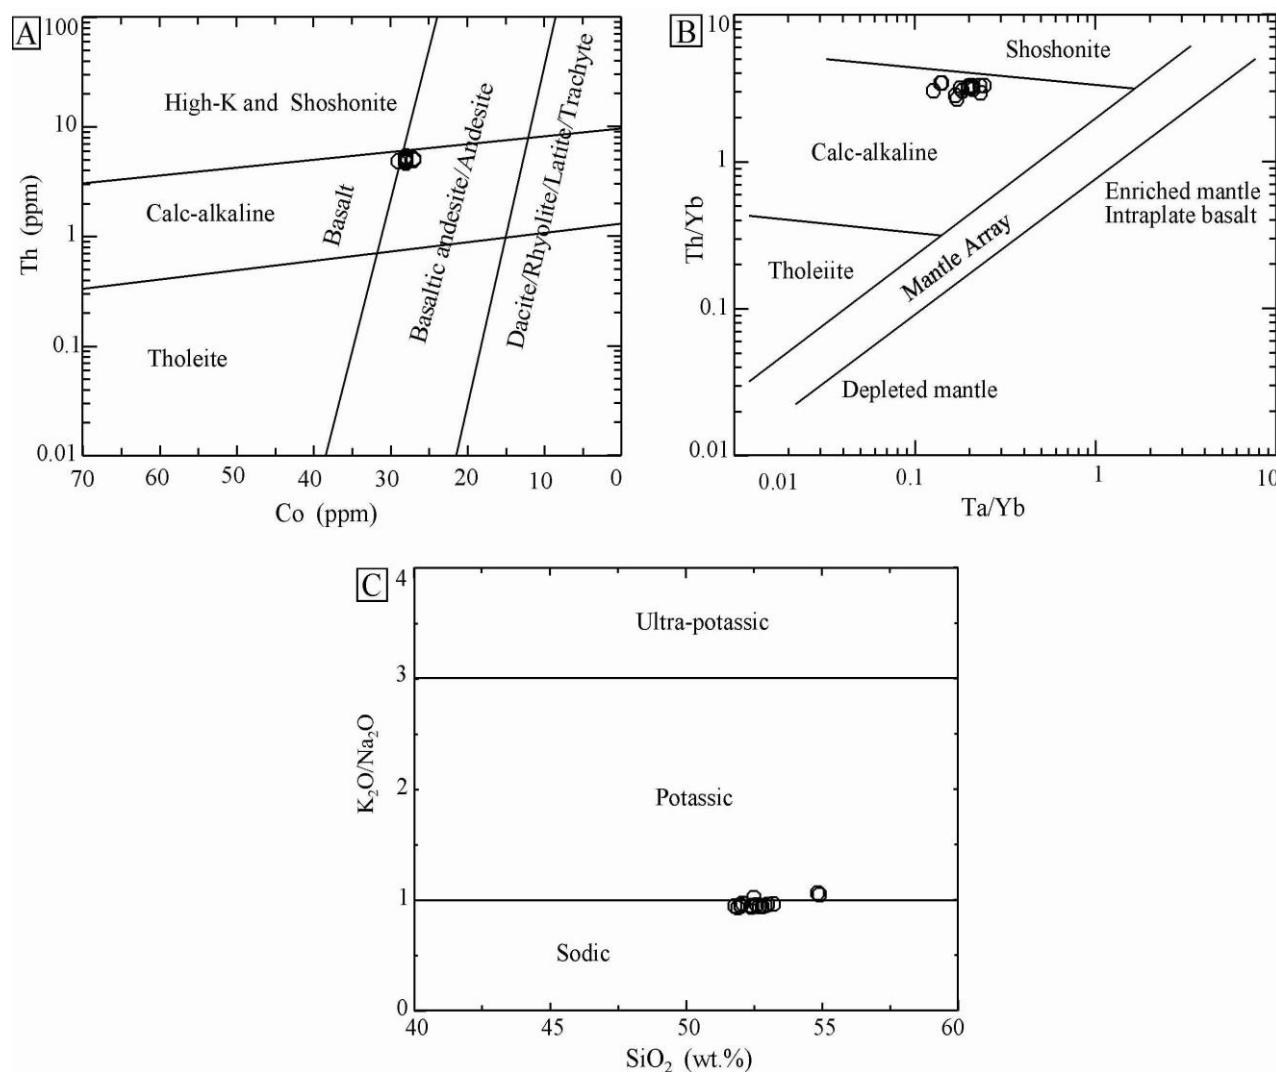 A
100
10
1
0.1
0.01
Th (ppm)
High-K and Shoshonite
Calc-alkaline
Tholeite
Basalt
Basaltic andesite/Andesite
Dacite/Rhyolite/Latite/Trachyte
70
60
50
40
30
20
10
0
Co (ppm)
B
10
1
0.1
0.01
Th/Yb
Shoshonite
Calc-alkaline
Tholeiite
Mantle Array
Enriched mantle
Intraplate basalt
Depleted mantle
0.01
0.1
1
10
Ta/Yb
C
4
3
2
1
0
K₂O/Na₂O
Ultra-potassic
Potassic
Sodic
40
45
50
55
60
SiO₂ (wt.%)